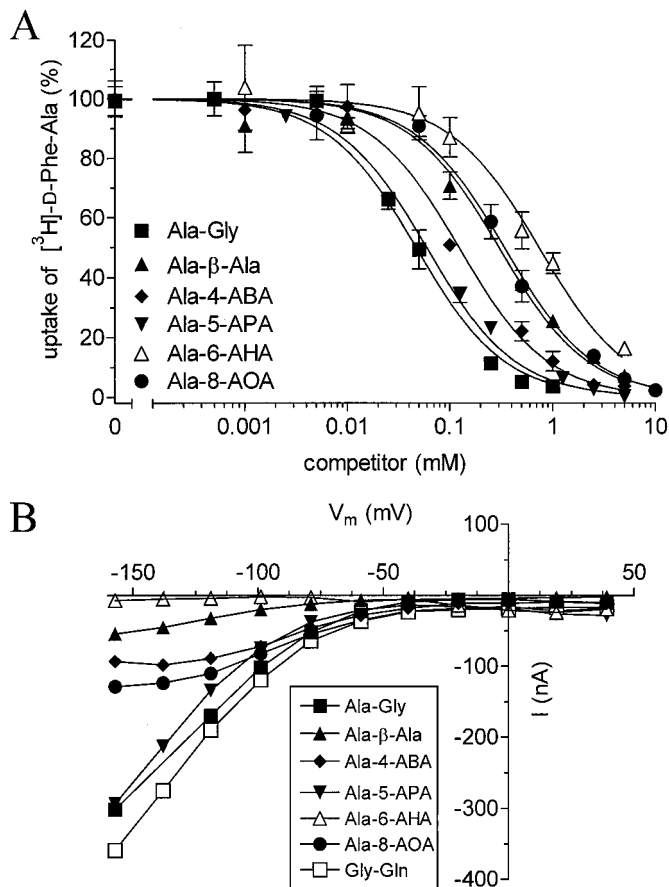 A
uptake of [³H]-D-Phe-Ala (%)
120
100
80
60
40
20
0
Ala-Gly
Ala-β-Ala
Ala-4-ABA
Ala-5-APA
Ala-6-AHA
Ala-8-AOA
0
0.001
0.01
0.1
1
10
competitor (mM)
B
Vm (mV)
-150
-100
-50
50
100
-100
-200
-300
-400
I (nA)
Ala-Gly
Ala-β-Ala
Ala-4-ABA
Ala-5-APA
Ala-6-AHA
Ala-8-AOA
Gly-Gln